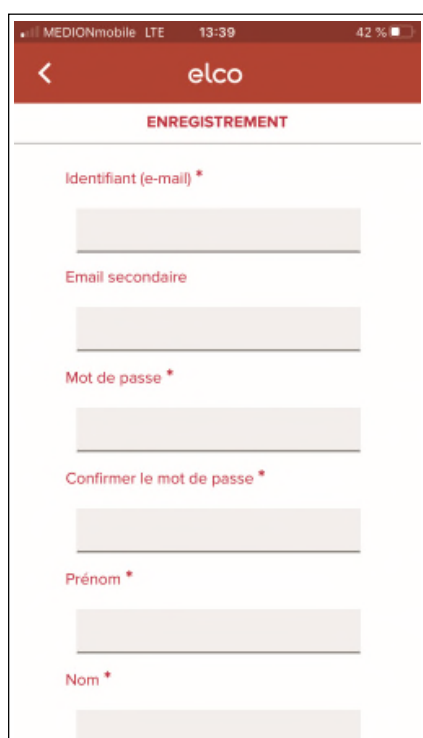 MEDIONmobile LTE 13:39 42 %
elco
ENREGISTREMENT
Identifiant (e-mail) *
Email secondaire
Mot de passe *
Confirmer le mot de passe *
Prénom *
Nom *